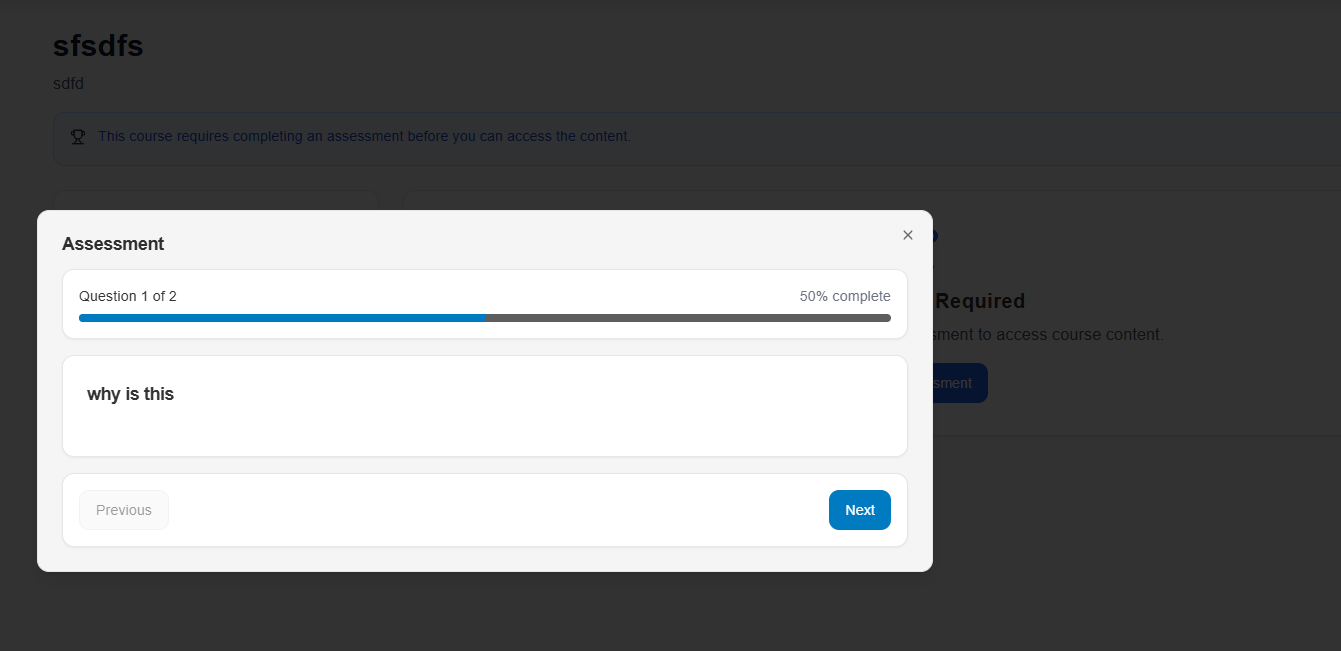 sfsdfs
sdfd
This course requires completing an assessment before you can access the content.
Assessment
Question 1 of 2
50% complete
Required
sment to access course content.
sment
why is this
Previous
Next